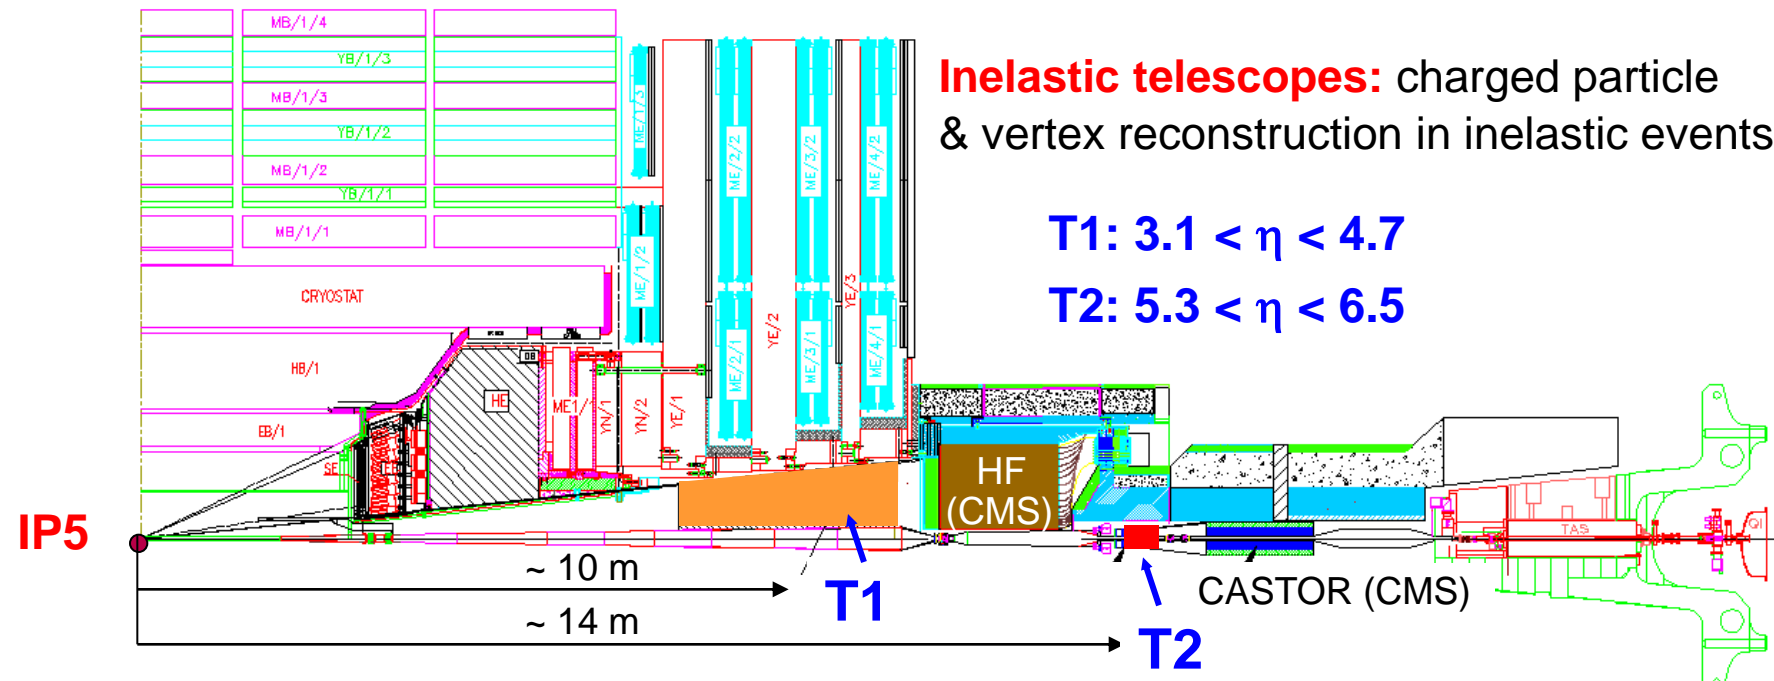 MB/1/4
YB/1/3
MB/1/3
YB/1/2
MB/1/2
YB/1/1
MB/1/1
CRYOSTAT
HB/1
EB/1
SE
HE
ME/1/3
ME/1/2
YN/1
YN/2
YE/1
ME/2/2
ME/2/1
YE/2
ME/3/2
ME/3/1
YE/3
ME/4/2
ME/4/1
Inelastic telescopes: charged particle
& vertex reconstruction in inelastic events
T1: 3.1 < η < 4.7
T2: 5.3 < η < 6.5
HF
(CMS)
IP5
TAS
~ 10 m
T1
CASTOR (CMS)
~ 14 m
T2